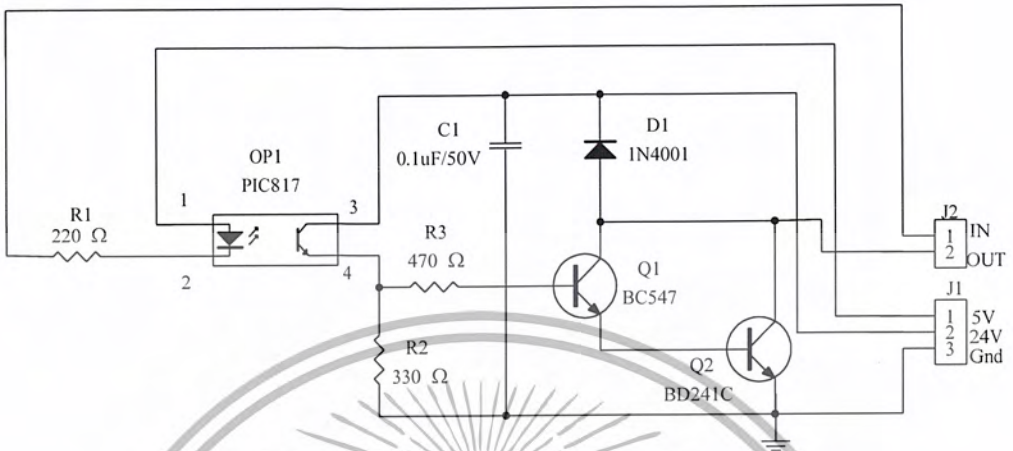 C1
0.1uF/50V
D1
1N4001
OP1
PIC817
1
3
R1
220 Ω
2
4
R3
470 Ω
Q1
BC547
J2
1 IN
2 OUT
J1
1 5V
2 24V
3 Gnd
R2
330 Ω
Q2
BD241C